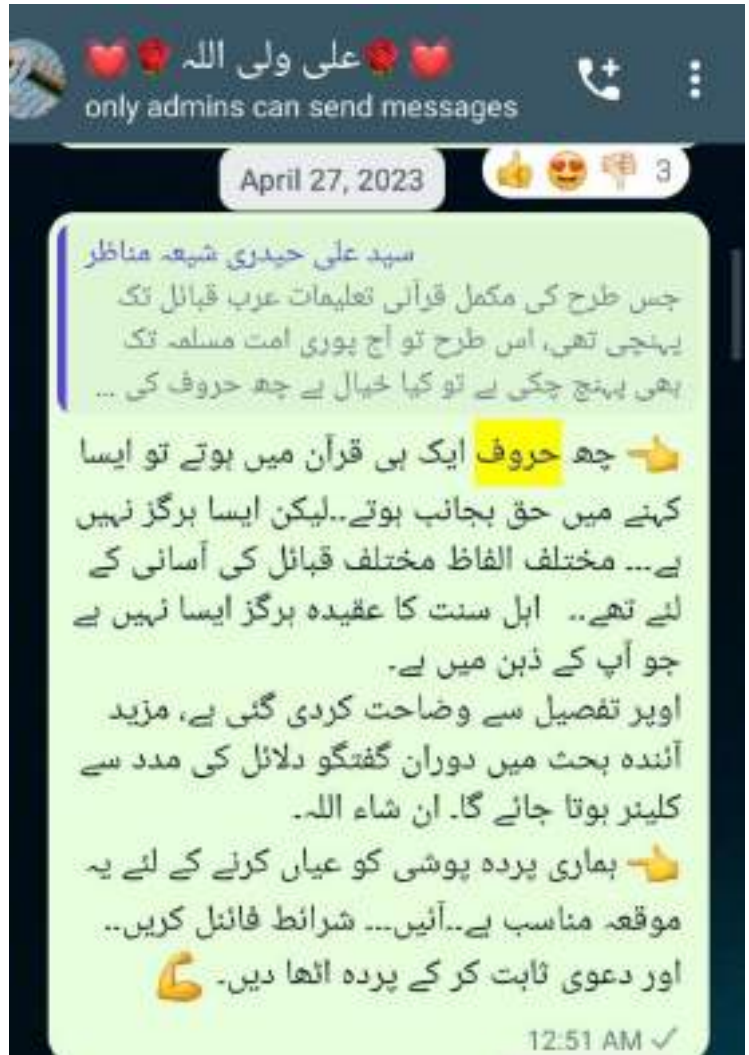 ❤️🌹علی ولی اللہ🌹❤️
only admins can send messages
April 27, 2023
👍😍👎 3
سید علی حیدری شیعہ مناظر
جس طرح کی مکمل قرآنی تعلیمات عرب قبائل تک
پہنچی تھی، اس طرح تو آج پوری امت مسلمہ تک
بھی پہنچ چکی ہے تو کیا خیال ہے چھ حروف کی ...
👈 چھ حروف ایک ہی قرآن میں ہوتے تو ایسا
کہنے میں حق بجانب ہوتے..لیکن ایسا ہرگز نہیں
ہے... مختلف الفاظ مختلف قبائل کی آسانی کے
لئے تھے.. اہل سنت کا عقیدہ ہرگز ایسا نہیں ہے
جو آپ کے ذہن میں ہے۔
اوپر تفصیل سے وضاحت کردی گئی ہے، مزید
آئندہ بحث میں دوران گفتگو دلائل کی مدد سے
کلیئر ہوتا جائے گا۔ ان شاء اللہ۔
👈 ہماری پردہ پوشی کو عیاں کرنے کے لئے یہ
موقعہ مناسب ہے..آئیں... شرائط فائنل کریں..
اور دعوی ثابت کر کے پردہ اٹھا دیں۔ 💪
12:51 AM ✓